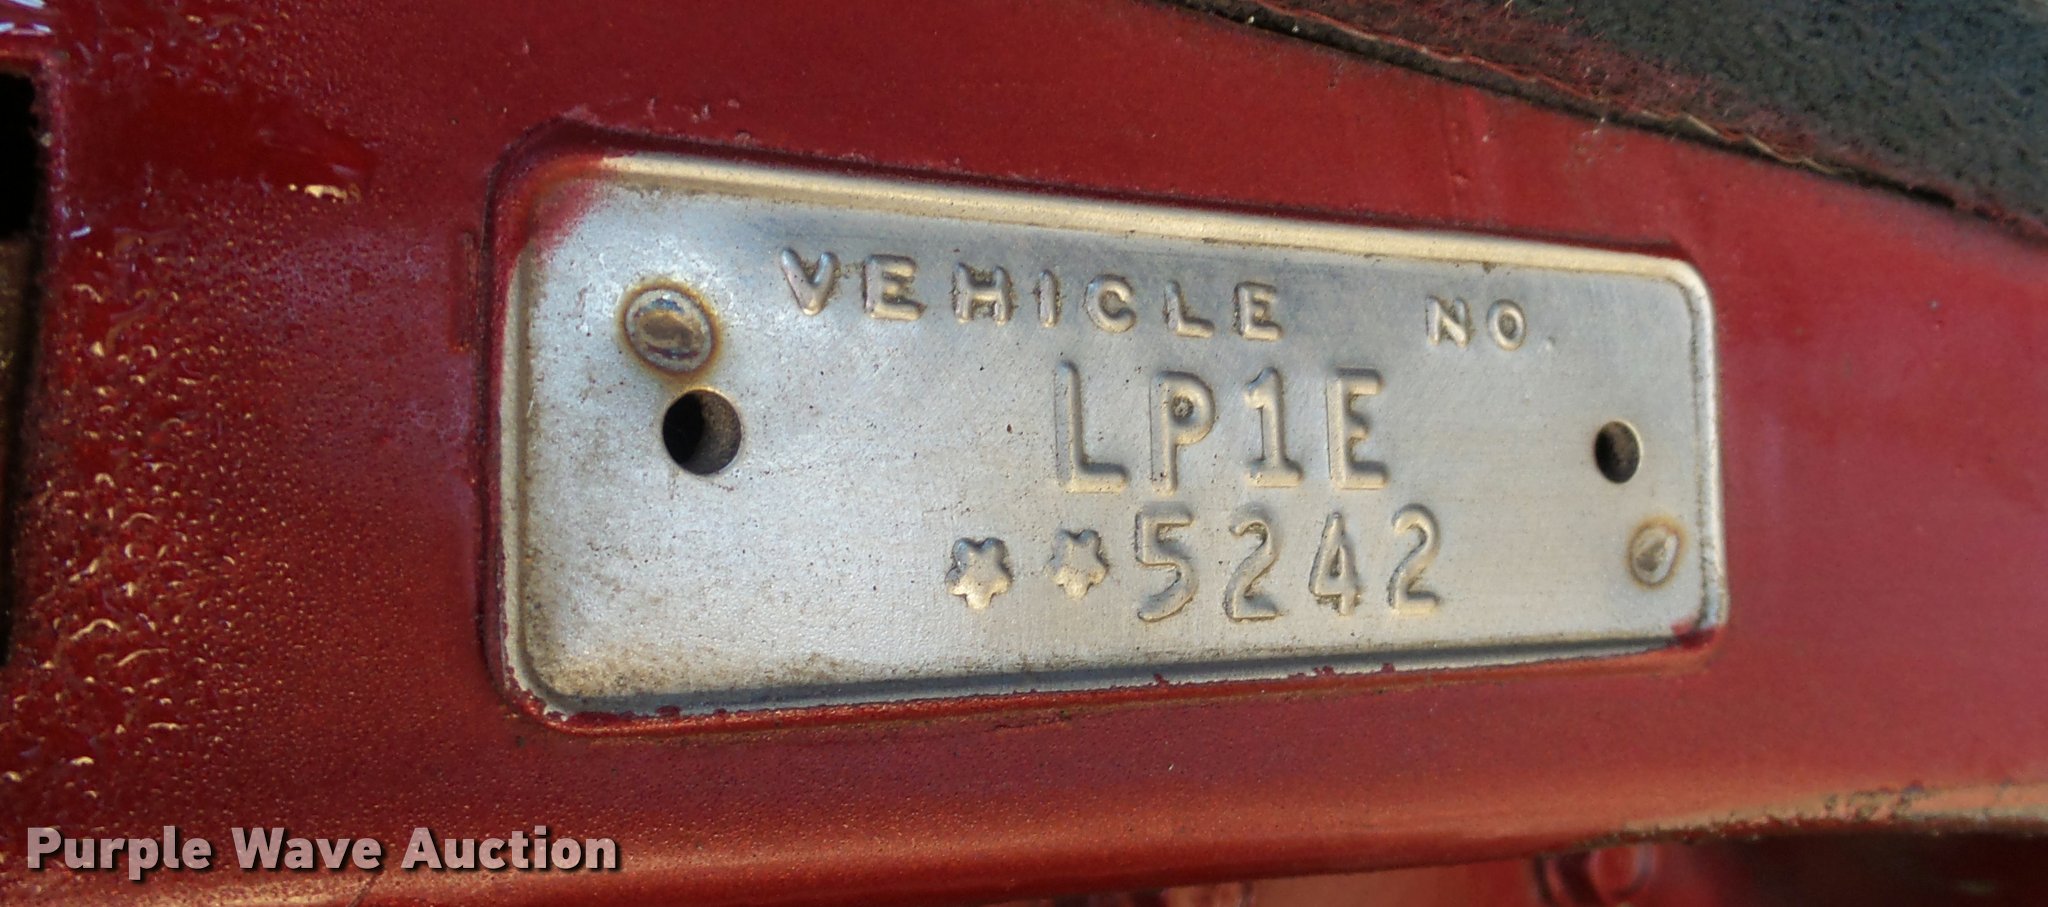 VEHICLE NO.
LP1E
**5242
Purple Wave Auction